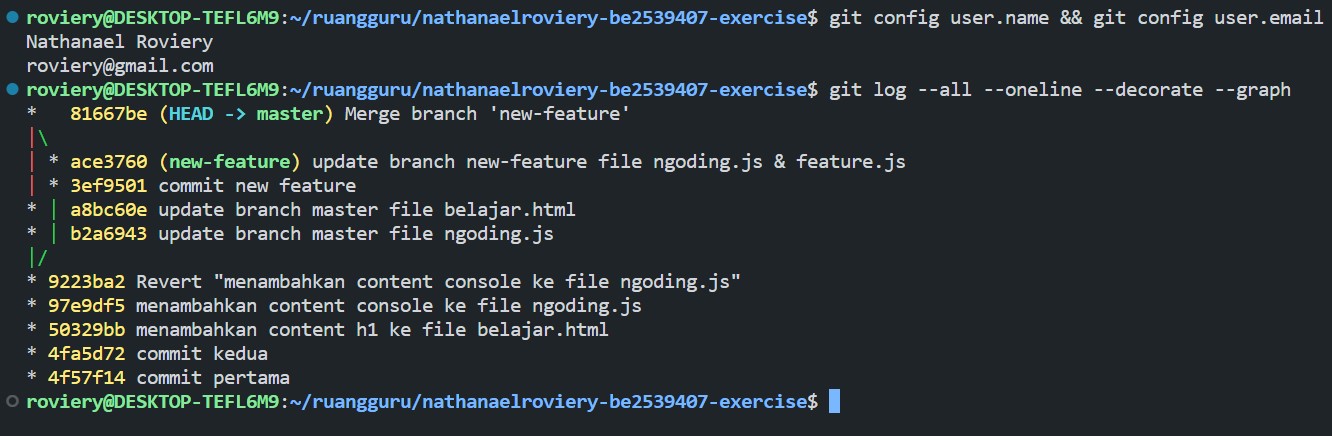 roviery@DESKTOP-TEFL6M9:~/ruangguru/nathanaelroviery-be2539407-exercise$ git config user.name && git config user.email
Nathanael Roviery
roviery@gmail.com
roviery@DESKTOP-TEFL6M9:~/ruangguru/nathanaelroviery-be2539407-exercise$ git log --all --oneline --decorate --graph
*   81667be (HEAD -> master) Merge branch 'new-feature'
|\
| * ace3760 (new-feature) update branch new-feature file ngoding.js & feature.js
| * 3ef9501 commit new feature
* | a8bc60e update branch master file belajar.html
* | b2a6943 update branch master file ngoding.js
|/
* 9223ba2 Revert "menambahkan content console ke file ngoding.js"
* 97e9df5 menambahkan content console ke file ngoding.js
* 50329bb menambahkan content h1 ke file belajar.html
* 4fa5d72 commit kedua
* 4f57f14 commit pertama
roviery@DESKTOP-TEFL6M9:~/ruangguru/nathanaelroviery-be2539407-exercise$